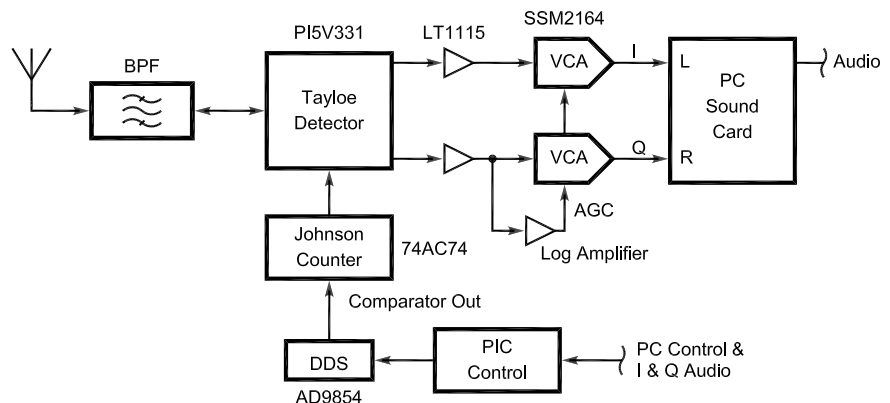 SSM2164
PI5V331
LT1115
BPF
VCA
I
L
PC
Sound
Card
Audio
Tayloe
Detector
VCA
Q
R
AGC
Johnson
Counter
74AC74
Log Amplifier
Comparator Out
DDS
AD9854
PIC
Control
PC Control &
I & Q Audio